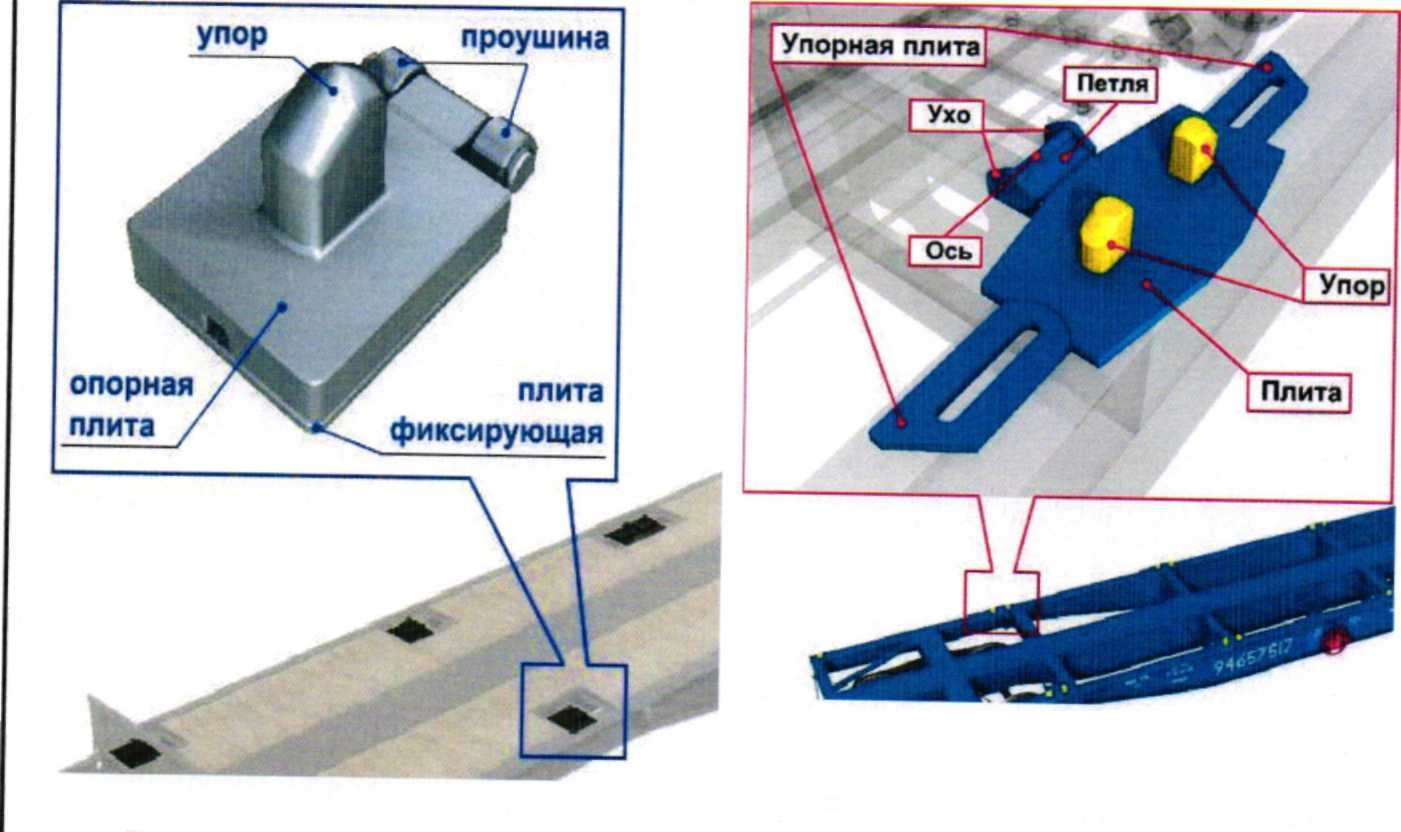 упор
проушина
опорная
плита
плита
фиксирующая
Упорная плита
Петля
Ухо
Ось
Упор
Плита
94657517